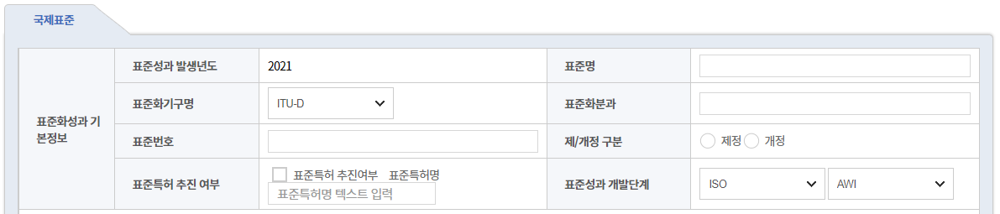 국제표준
표준화성과 기
본정보
표준성과 발생년도 2021 표준명
표준화기구명 ITU-D 표준화분과
표준번호 제/개정 구분 제정 개정
표준특허 추진 여부 표준특허 추진여부 표준특허명
표준특허명 텍스트 입력
표준성과 개발단계 ISO AWI